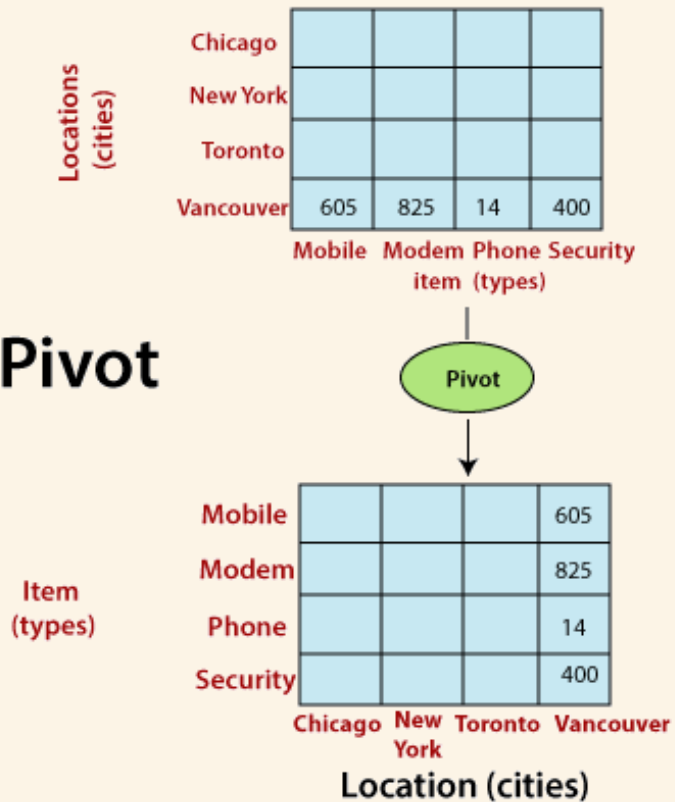 Locations
(cities)
Chicago
New York
Toronto
Vancouver 605 825 14 400
Mobile Modem Phone Security
item (types)
Pivot
Pivot
Item
(types)
Mobile 605
Modem 825
Phone 14
Security 400
Chicago New York Toronto Vancouver
Location (cities)